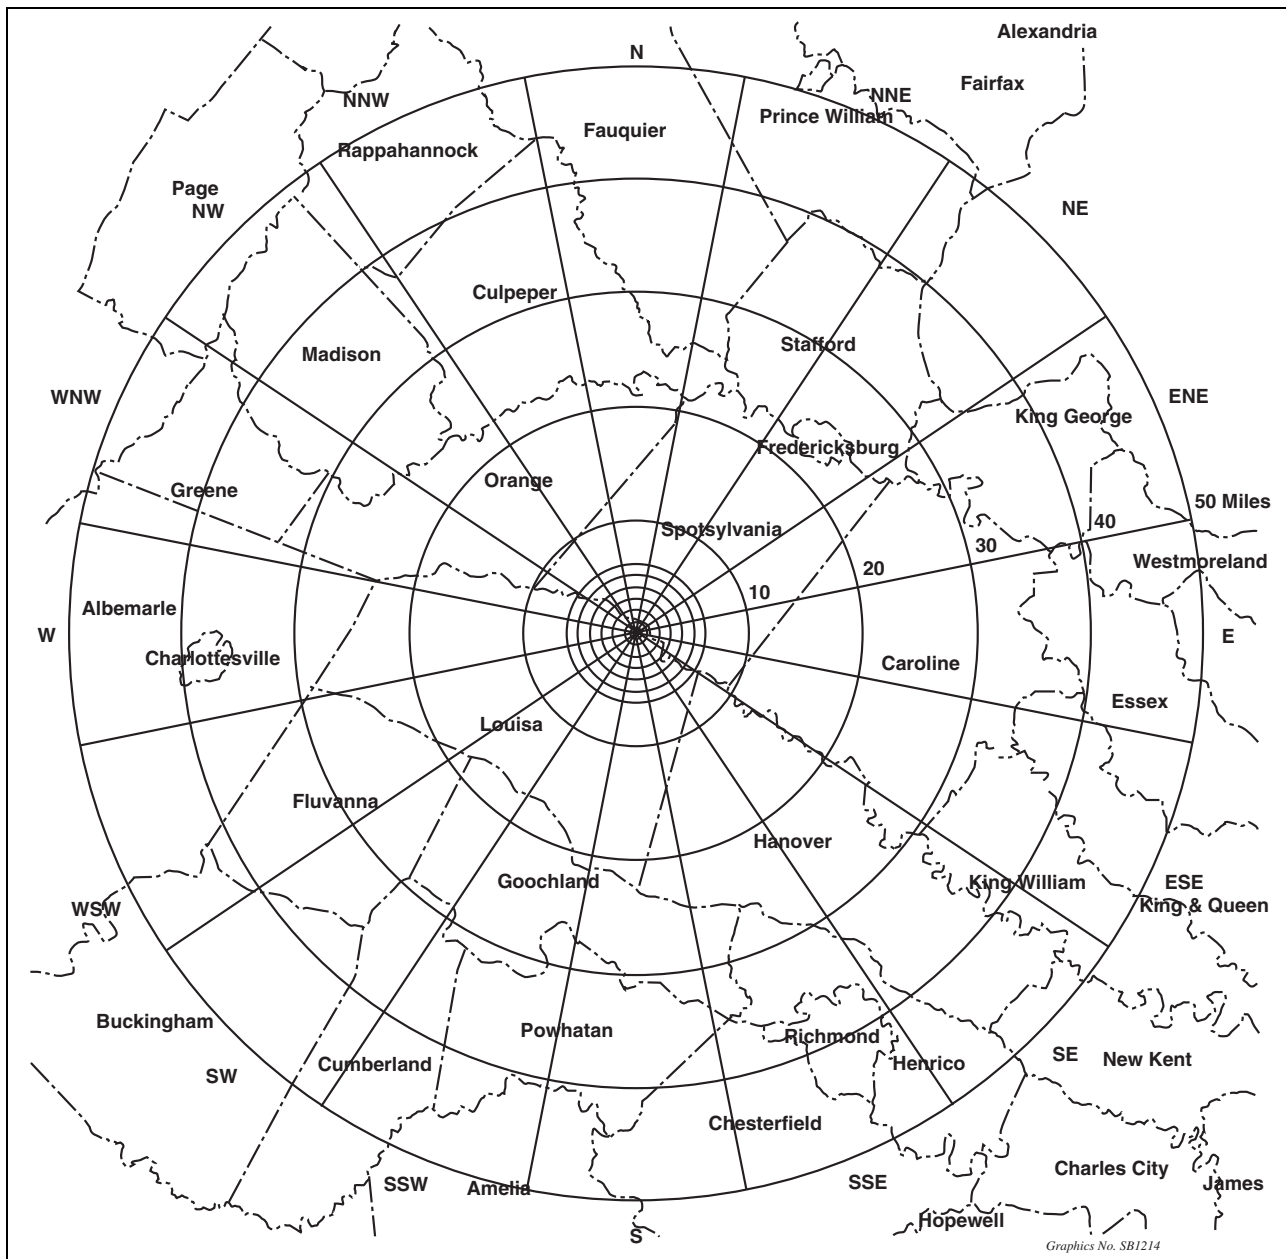 Alexandria
N
Fairfax
NNW
NNE
Prince William
Fauquier
Rappahannock
Page
NW
NE
Culpeper
Stafford
Madison
WNW
ENE
King George
Fredericksburg
Orange
Greene
50 Miles
40
Spotsylvania
30
Westmoreland
20
10
Albemarle
W
E
Charlottesville
Caroline
Essex
Louisa
Fluvanna
Hanover
Goochland
King William
ESE
WSW
King & Queen
Buckingham
Powhatan
Richmond
SE
New Kent
Cumberland
Henrico
SW
Chesterfield
Charles City
SSW
Amelia
SSE
James
Hopewell
S
Graphics No. SB1214